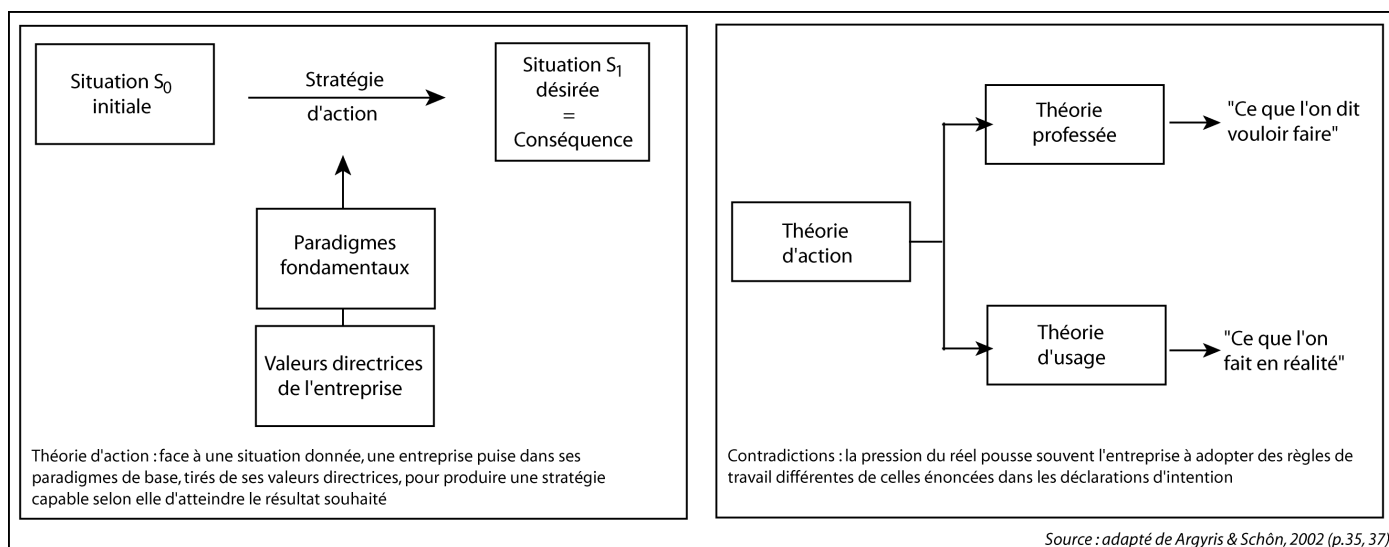 Situation S0
initiale
Stratégie
d'action
Situation S1
désirée
=
Conséquence
Paradigmes
fondamentaux
Valeurs directrices
de l'entreprise
Théorie d'action : face à une situation donnée, une entreprise puise dans ses
paradigmes de base, tirés de ses valeurs directrices, pour produire une stratégie
capable selon elle d'atteindre le résultat souhaité
Théorie
d'action
Théorie
professée
"Ce que l'on dit
vouloir faire"
Théorie
d'usage
"Ce que l'on
fait en réalité"
Contradictions : la pression du réel pousse souvent l'entreprise à adopter des règles de
travail différentes de celles énoncées dans les déclarations d'intention
Source : adapté de Argyris & Schôn, 2002 (p.35, 37)